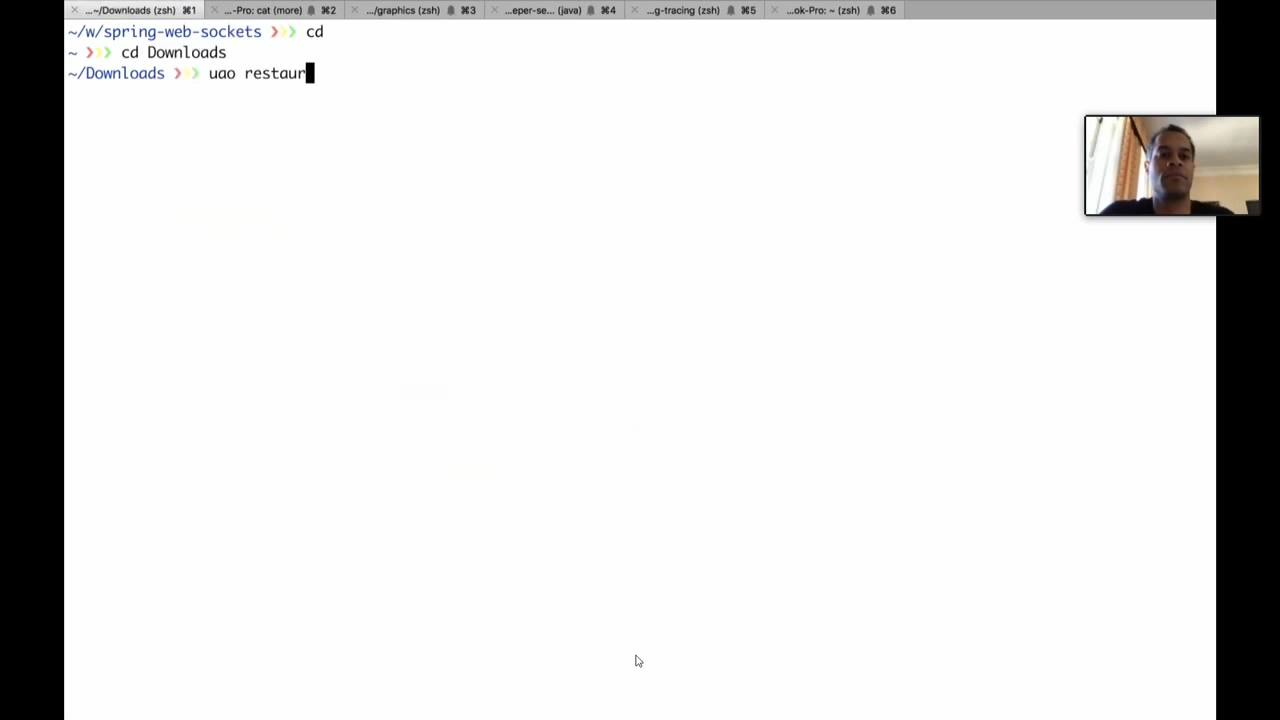 ...~/Downloads (zsh) ⌘1 ...-Pro: cat (more) ⌘2 .../graphics (zsh) ⌘3 ...eper-se... (java) ⌘4 ...g-tracing (zsh) ⌘5 ...ok-Pro: ~ (zsh) ⌘6
~/w/spring-web-sockets ❯❯❯ cd
~ ❯❯❯ cd Downloads
~/Downloads ❯❯❯ uao restaur